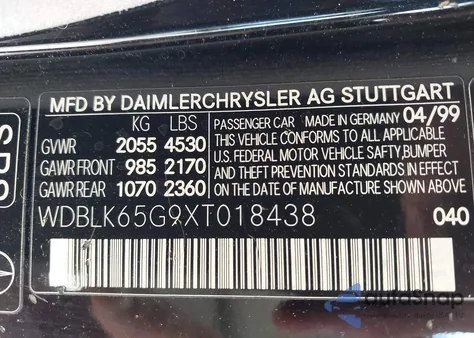 MFD BY DAIMLERCHRYSLER AG STUTTGART
KG LBS
GVWR 2055 4530
GAWR FRONT 985 2170
GAWR REAR 1070 2360
PASSENGER CAR MADE IN GERMANY 04/99
THIS VEHICLE CONFORMS TO ALL APPLICABLE
U.S. FEDERAL MOTOR VEHICLE SAFTY, BUMPER
AND THEFT PREVENTION STANDARDS IN EFFECT
ON THE DATE OF MANUFACTURE SHOWN ABOVE
WDBLK65G9XT018438 040
SRS
autoShop